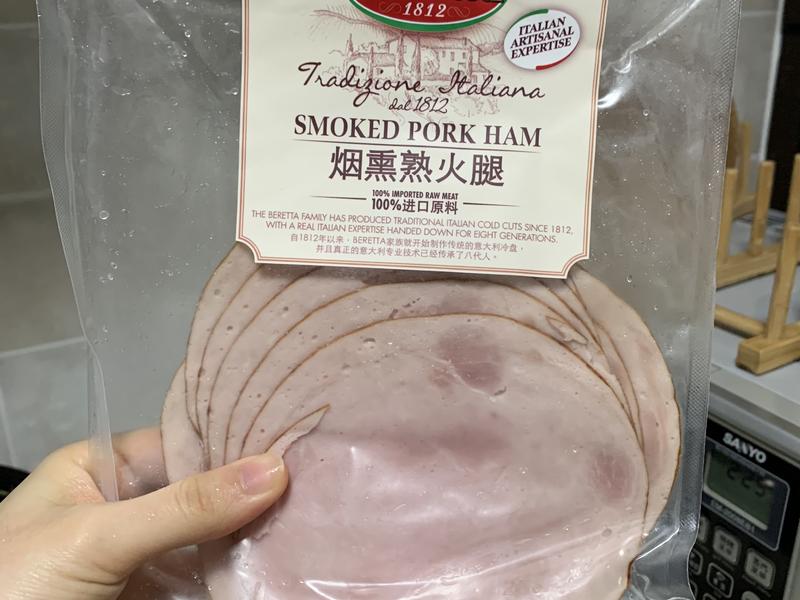 1812
ITALIAN
ARTISANAL
EXPERTISE
Tradizione Italiana
dal 1812
SMOKED PORK HAM
烟熏熟火腿
100% IMPORTED RAW MEAT
100%进口原料
THE BERETTA FAMILY HAS PRODUCED TRADITIONAL ITALIAN COLD CUTS SINCE 1812,
WITH A REAL ITALIAN EXPERTISE HANDED DOWN FOR EIGHT GENERATIONS.
自1812年以来，BERETTA家族就开始制作传统的意大利冷盘，
并且真正的意大利专业技术已经传承了八代人。
SANYO